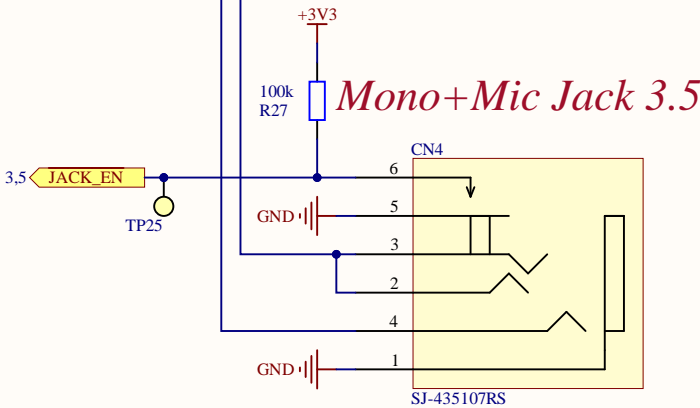 +3V3
100k
R27
Mono+Mic Jack 3.5
CN4
3,5
JACK_EN
TP25
6
GND
5
3
2
4
GND
1
SJ-435107RS